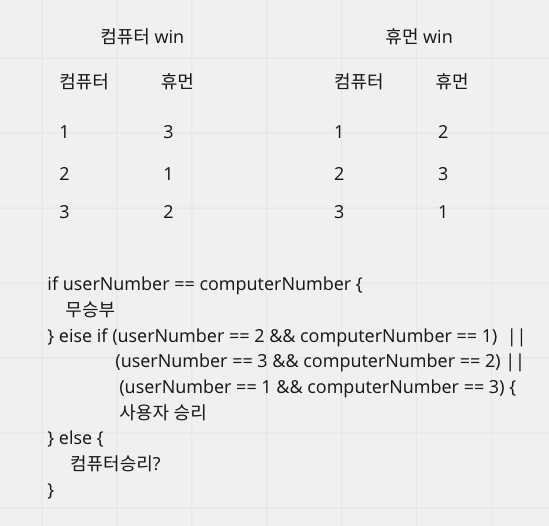 컴퓨터 win 휴먼 win
컴퓨터 휴먼 컴퓨터 휴먼
1 3 1 2
2 1 2 3
3 2 3 1
if userNumber == computerNumber {
무승부
} else if (userNumber == 2 && computerNumber == 1) ||
(userNumber == 3 && computerNumber == 2) ||
(userNumber == 1 && computerNumber == 3) {
사용자 승리
} else {
컴퓨터승리?
}